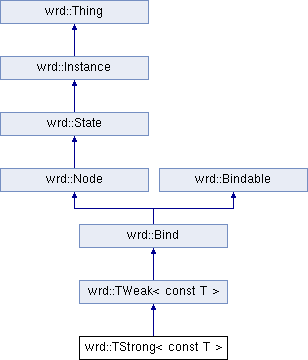 wrd::Thing
wrd::Instance
wrd::State
wrd::Node
wrd::Bindable
wrd::Bind
wrd::TWeak< const T >
wrd::TStrong< const T >